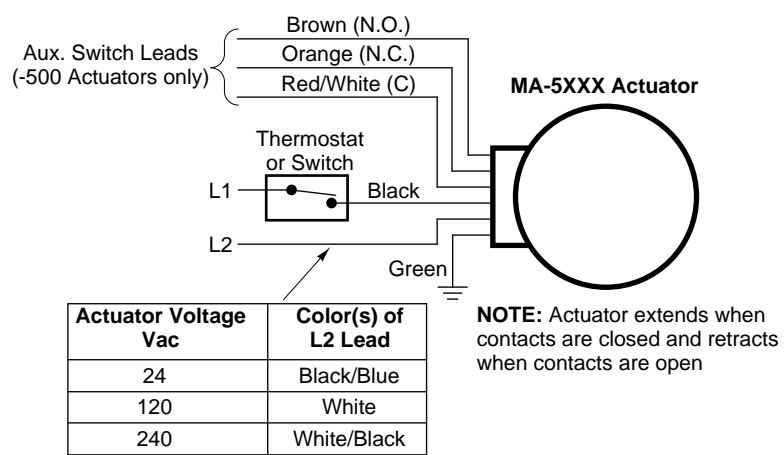 Brown (N.O.)
Aux. Switch Leads
(-500 Actuators only)
Orange (N.C.)
Red/White (C)
MA-5XXX Actuator
Thermostat
or Switch
L1
Black
L2
Green
Actuator Voltage
Vac
Color(s) of
L2 Lead
24 Black/Blue
120 White
240 White/Black
NOTE: Actuator extends when
contacts are closed and retracts
when contacts are open